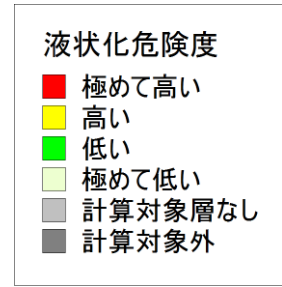 液状化危険度
極めて高い
高い
低い
極めて低い
計算対象層なし
計算対象外